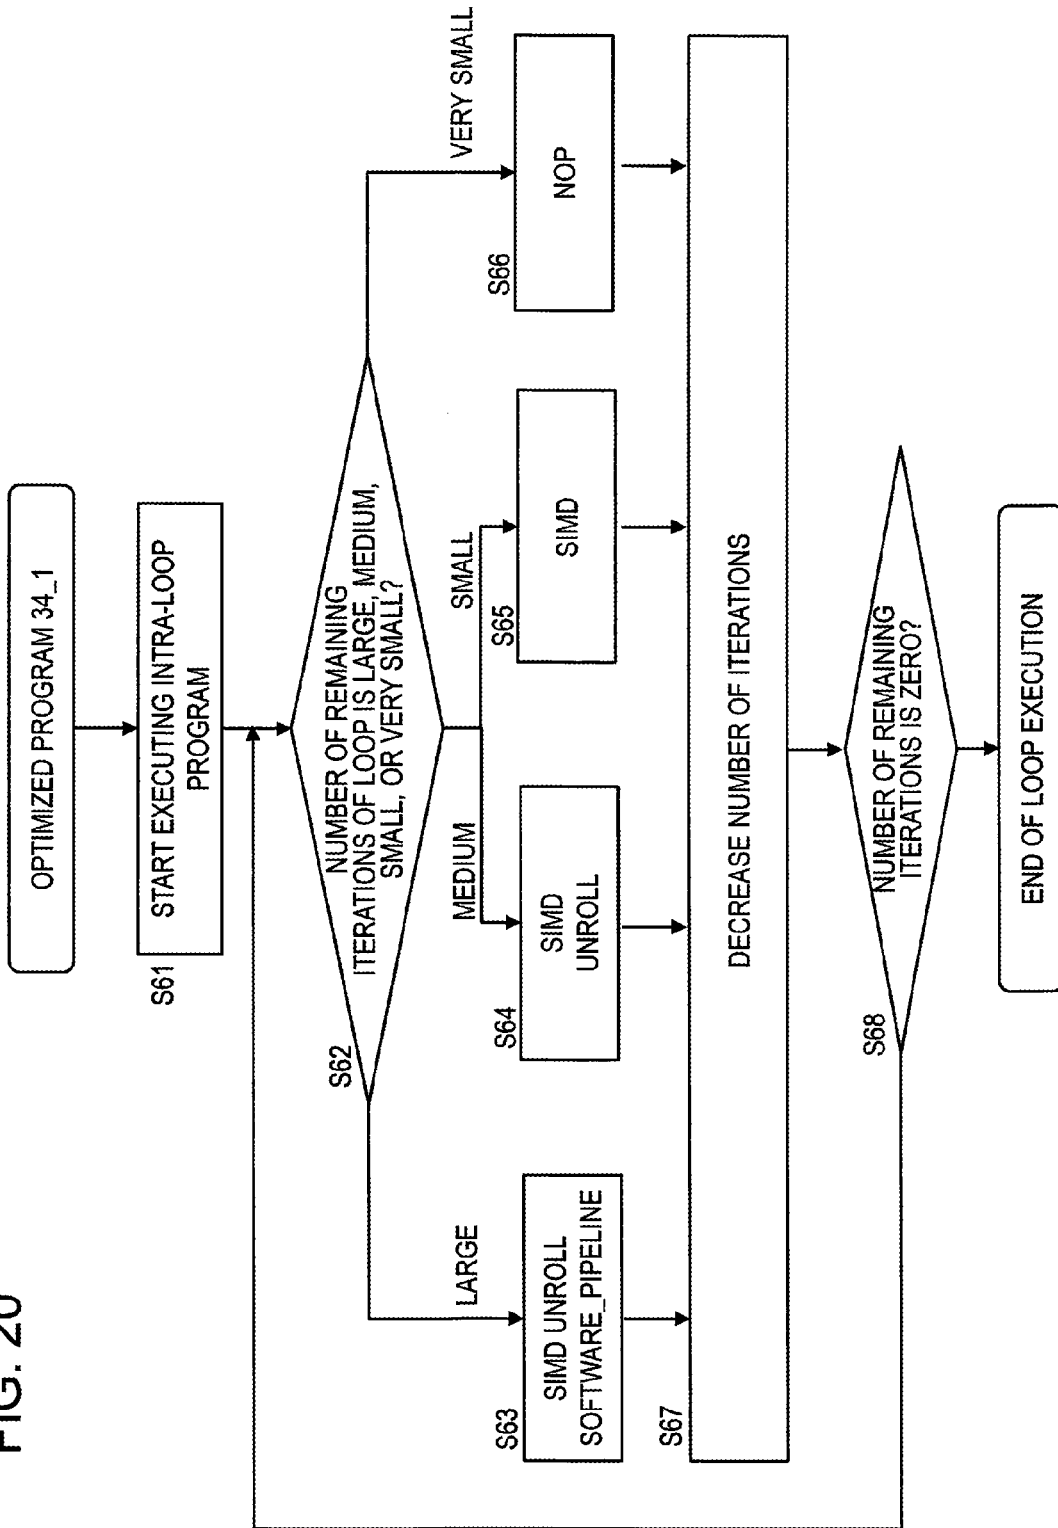 FIG. 20
OPTIMIZED PROGRAM 34_1
S61
START EXECUTING INTRA-LOOP
PROGRAM
S62
NUMBER OF REMAINING
ITERATIONS OF LOOP IS LARGE, MEDIUM,
SMALL, OR VERY SMALL?
LARGE
MEDIUM
SMALL
VERY SMALL
S63
SIMD UNROLL
SOFTWARE_PIPELINE
S64
SIMD
UNROLL
S65
SIMD
S66
NOP
S67
DECREASE NUMBER OF ITERATIONS
S68
NUMBER OF REMAINING
ITERATIONS IS ZERO?
END OF LOOP EXECUTION